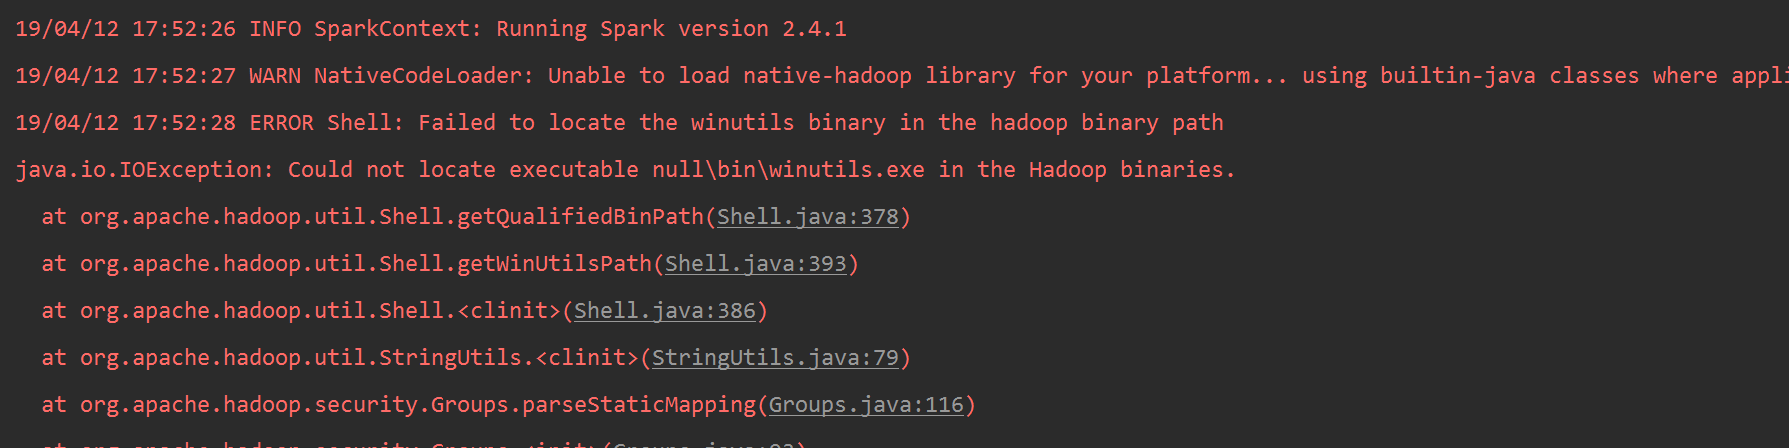 19/04/12 17:52:26 INFO SparkContext: Running Spark version 2.4.1
19/04/12 17:52:27 WARN NativeCodeLoader: Unable to load native-hadoop library for your platform... using builtin-java classes where appli
19/04/12 17:52:28 ERROR Shell: Failed to locate the winutils binary in the hadoop binary path
java.io.IOException: Could not locate executable null\bin\winutils.exe in the Hadoop binaries.
at org.apache.hadoop.util.Shell.getQualifiedBinPath(Shell.java:378)
at org.apache.hadoop.util.Shell.getWinUtilsPath(Shell.java:393)
at org.apache.hadoop.util.Shell.<clinit>(Shell.java:386)
at org.apache.hadoop.util.StringUtils.<clinit>(StringUtils.java:79)
at org.apache.hadoop.security.Groups.parseStaticMapping(Groups.java:116)